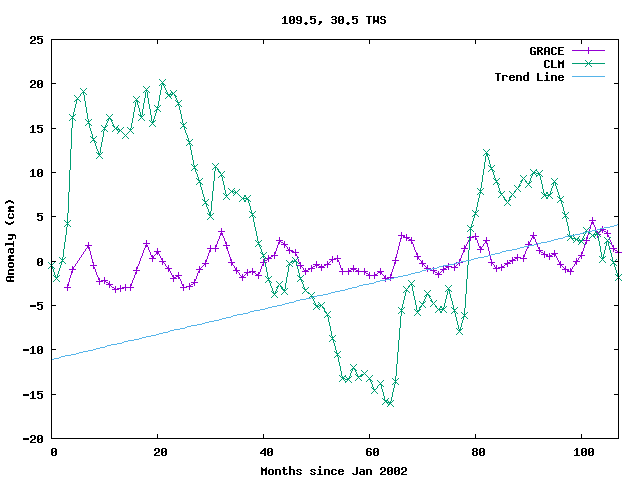 109.5, 30.5 TWS
GRACE
CLM
Trend Line
25
20
15
10
5
0
-5
-10
-15
-20
Anomaly (cm)
0 20 40 60 80 100
Months since Jan 2002